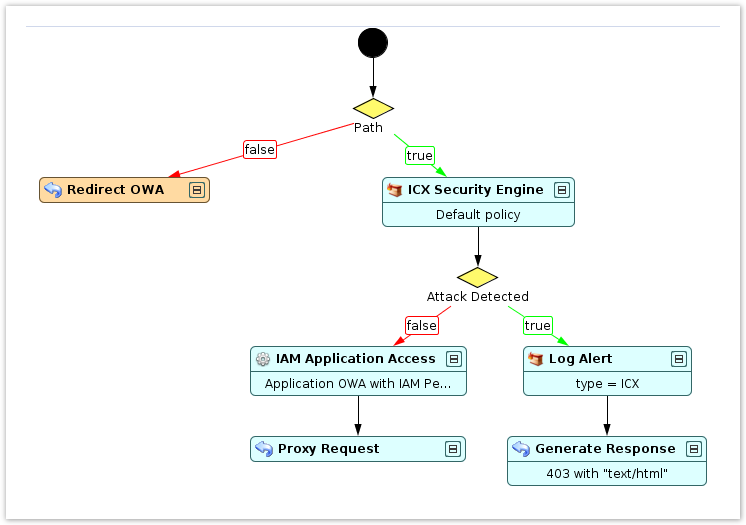 Path
false
true
Redirect OWA
ICX Security Engine
Default policy
Attack Detected
false
true
IAM Application Access
Application OWA with IAM Pe...
Log Alert
type = ICX
Proxy Request
Generate Response
403 with "text/html"